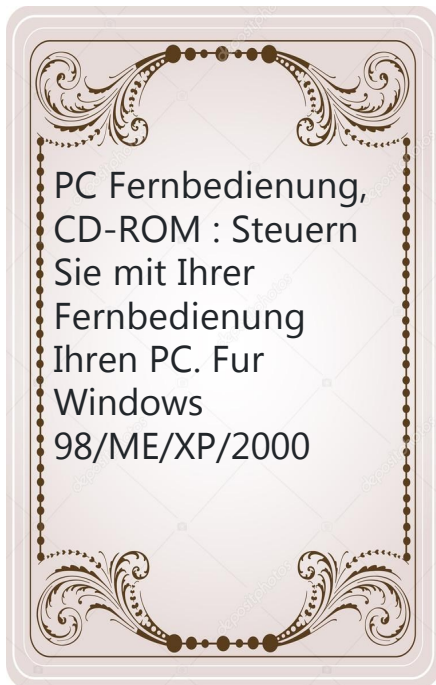 PC Fernbedienung,
CD-ROM : Steuern
Sie mit Ihrer
Fernbedienung
Ihren PC. Fur
Windows
98/ME/XP/2000